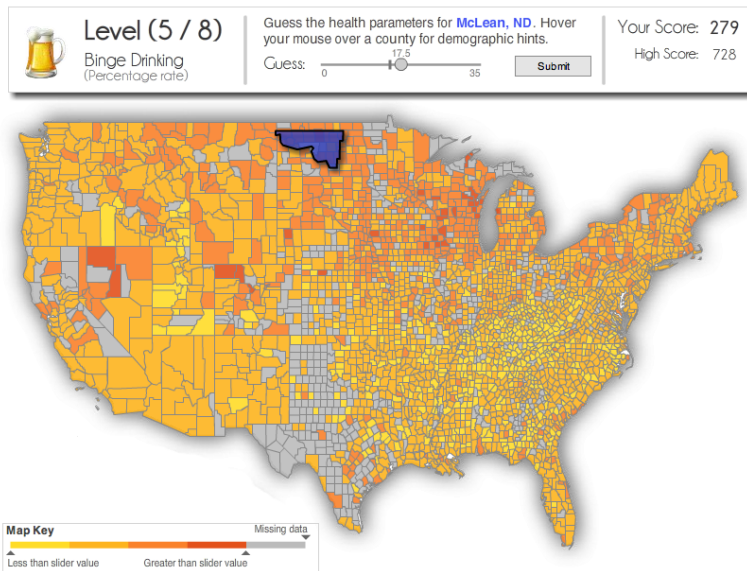 Level (5 / 8)
Binge Drinking
(Percentage rate)
Guess the health parameters for McLean, ND. Hover
your mouse over a county for demographic hints.
Guess:
17.5
0
35
Submit
Your Score: 279
High Score: 728
Map Key
Missing data
Less than slider value
Greater than slider value